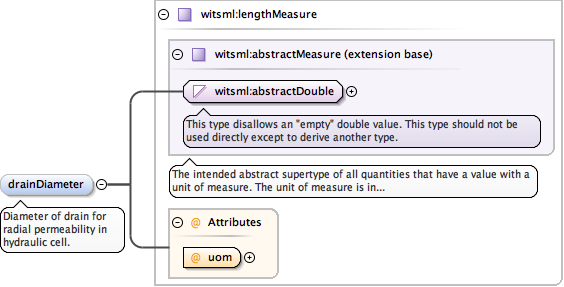 witsml:lengthMeasure
witsml:abstractMeasure (extension base)
witsml:abstractDouble
This type disallows an "empty" double value. This type should not be
used directly except to derive another type.
The intended abstract supertype of all quantities that have a value with a
unit of measure. The unit of measure is in...
drainDiameter
Diameter of drain for
radial permeability in
hydraulic cell.
@ Attributes
@ uom